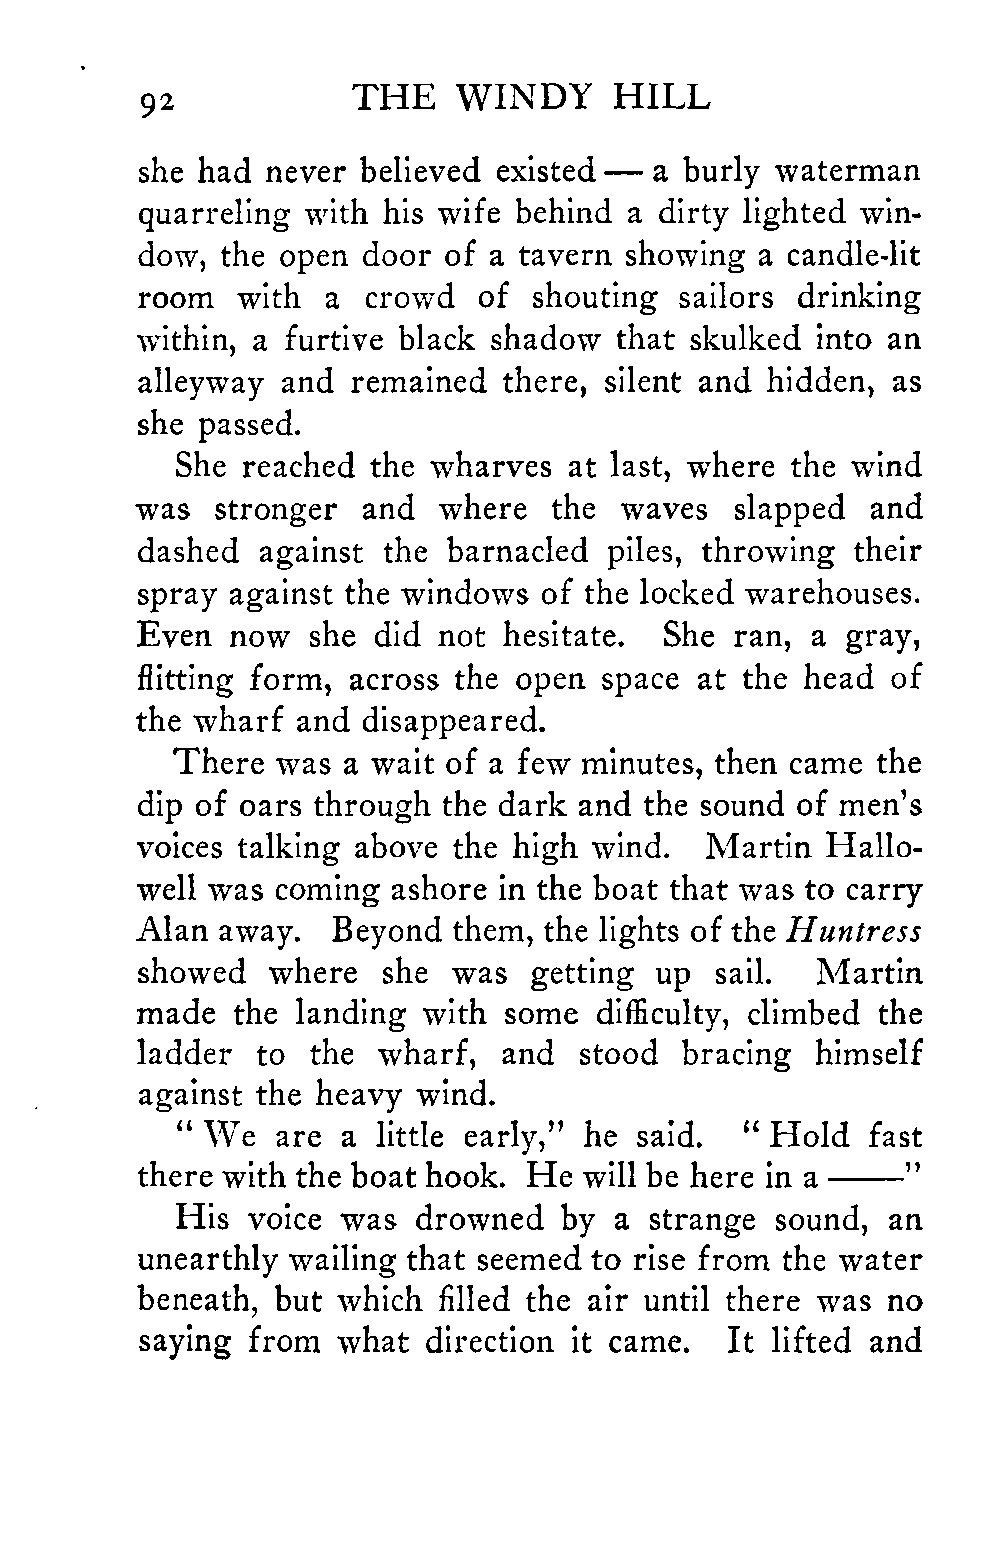 92 THE WINDY HILL
she had never believed existed — a burly waterman
quarreling with his wife behind a dirty lighted win-
dow, the open door of a tavern showing a candle-lit
room with a crowd of shouting sailors drinking
within, a furtive black shadow that skulked into an
alleyway and remained there, silent and hidden, as
she passed.
She reached the wharves at last, where the wind
was stronger and where the waves slapped and
dashed against the barnacled piles, throwing their
spray against the windows of the locked warehouses.
Even now she did not hesitate. She ran, a gray,
flitting form, across the open space at the head of
the wharf and disappeared.
There was a wait of a few minutes, then came the
dip of oars through the dark and the sound of men's
voices talking above the high wind. Martin Hallo-
well was coming ashore in the boat that was to carry
Alan away. Beyond them, the lights of the Huntress
showed where she was getting up sail. Martin
made the landing with some difficulty, climbed the
ladder to the wharf, and stood bracing himself
against the heavy wind.
" We are a little early," he said. " Hold fast
there with the boat hook. He will be here in a ——"
His voice was drowned by a strange sound, an
unearthly wailing that seemed to rise from the water
beneath, but which filled the air until there was no
saying from what direction it came. It lifted and